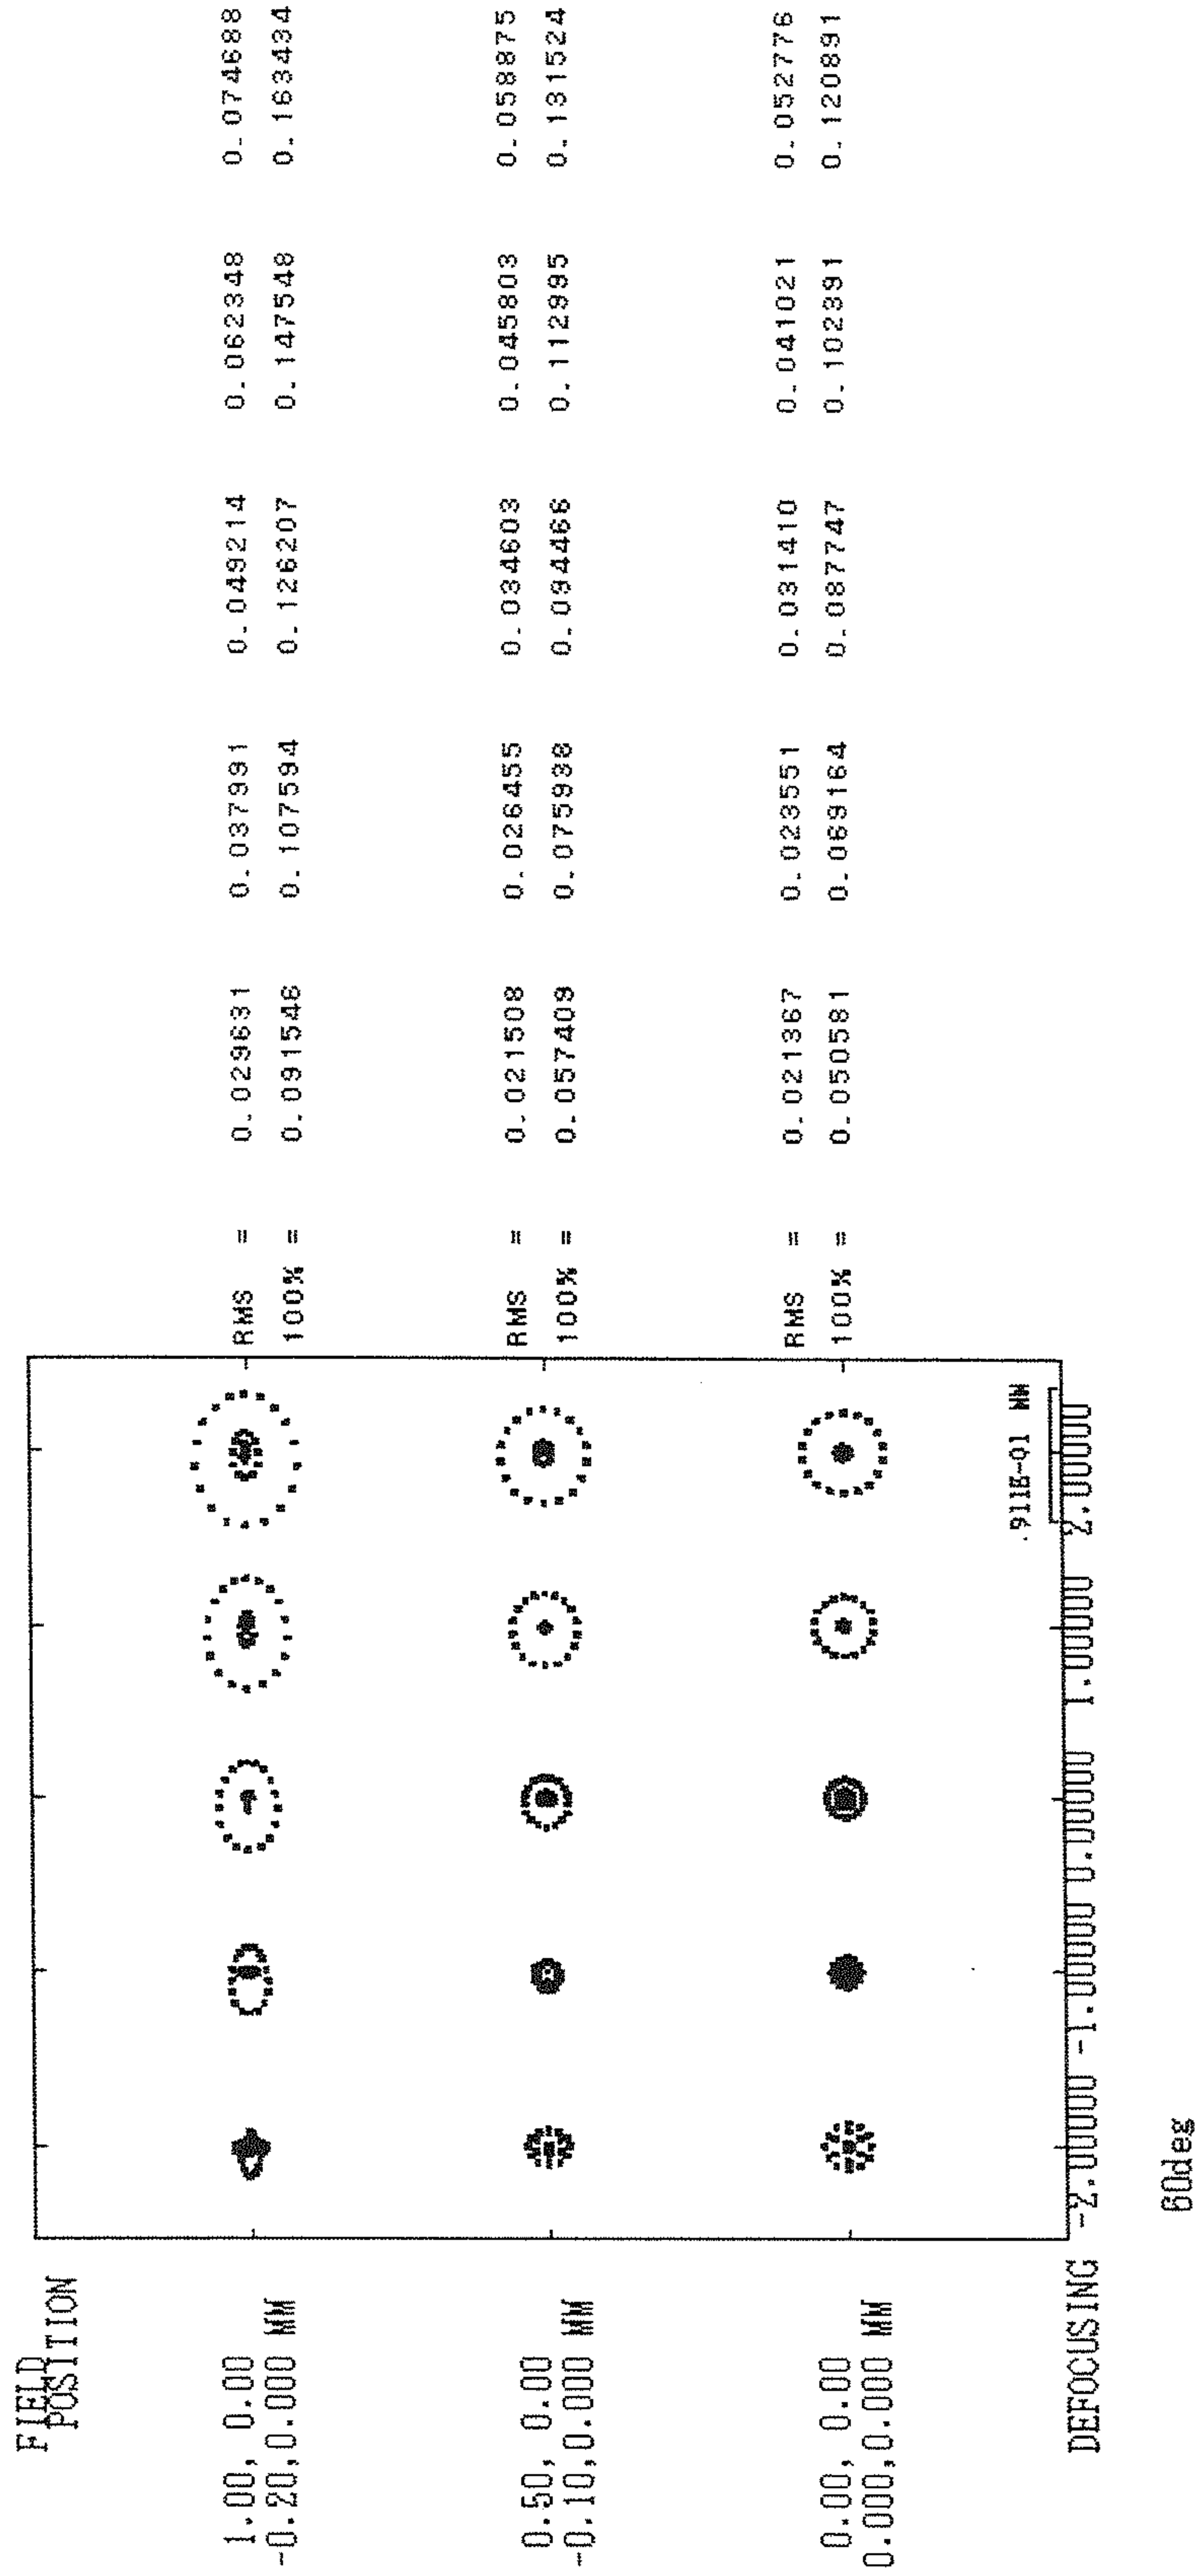 FIELD
POSITION
1.00, 0.00
-0.20,0.000 MM
RMS = 0.029631 0.037991 0.049214 0.062348 0.074688
100% = 0.091546 0.107594 0.126207 0.147548 0.163434
0.50, 0.00
-0.10,0.000 MM
RMS = 0.021508 0.026455 0.034603 0.045803 0.058875
100% = 0.057409 0.075938 0.094466 0.112995 0.131524
0.00, 0.00
0.000,0.000 MM
RMS = 0.021367 0.023551 0.031410 0.041021 0.052776
100% = 0.050581 0.069164 0.087747 0.102391 0.120891
.911E-01 MM
DEFOCUSING -2.00000 -1.00000 0.00000 1.00000 2.00000
60deg